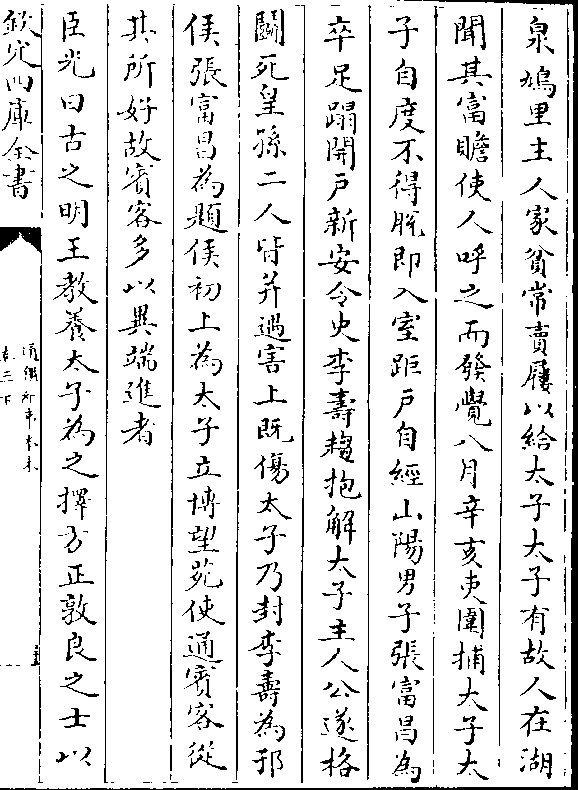 泉鳩里主人家貧常賣屨以給太子太子有故人在湖
聞其富贍使人呼之而發覺八月辛亥吏圍捕太子太
子自度不得脫即入室距戶自經山陽男子張富昌為
卒足蹋開戶新安令史李壽趨抱解太子主人公遂格
鬭死皇孫二人皆并遇害上既傷太子乃封李壽為邘
侯張富昌為題侯初上為太子立博望苑使通賓客從
其所好故賓客多以異端進者
臣光曰古之明王教養太子為之擇方正敦良之士以
欽定四庫全書
通鑑紀事本末
卷三下